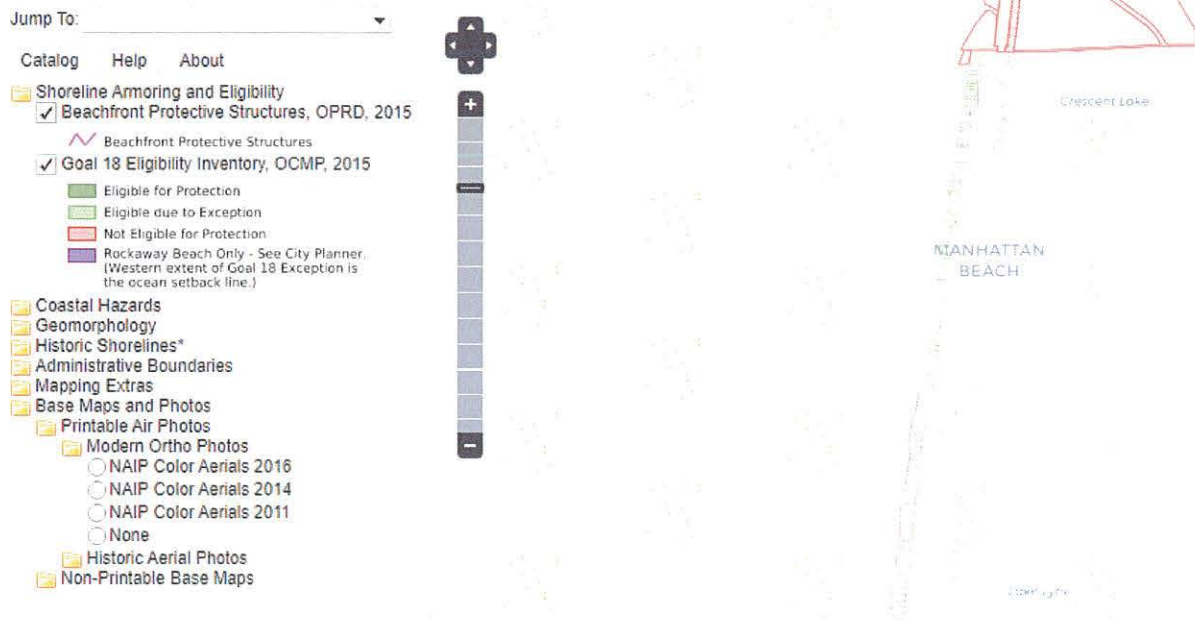 Jump To:
Catalog Help About
Shoreline Armoring and Eligibility
Beachfront Protective Structures, OPRD, 2015
Beachfront Protective Structures
Goal 18 Eligibility Inventory, OCMP, 2015
Eligible for Protection
Eligible due to Exception
Not Eligible for Protection
Rockaway Beach Only - See City Planner.
(Western extent of Goal 18 Exception is
the ocean setback line.)
Coastal Hazards
Geomorphology
Historic Shorelines*
Administrative Boundaries
Mapping Extras
Base Maps and Photos
Printable Air Photos
Modern Ortho Photos
NAIP Color Aerials 2016
NAIP Color Aerials 2014
NAIP Color Aerials 2011
None
Historic Aerial Photos
Non-Printable Base Maps
Crescent Lake
MANHATTAN
BEACH